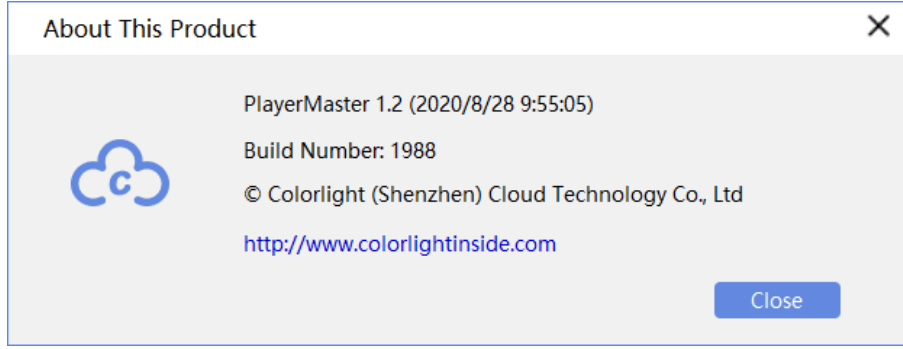 About This Product
PlayerMaster 1.2 (2020/8/28 9:55:05)
Build Number: 1988
c
© Colorlight (Shenzhen) Cloud Technology Co., Ltd
http://www.colorlightinside.com
Close